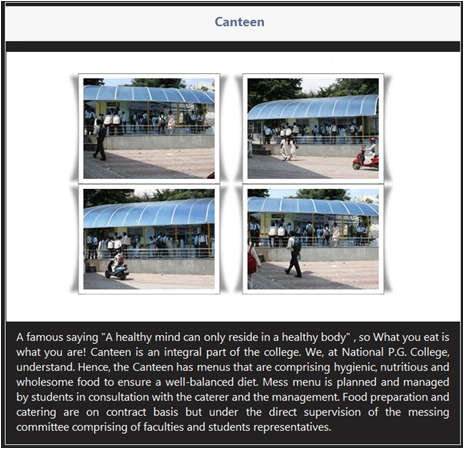 Canteen
A famous saying "A healthy mind can only reside in a healthy body" , so What you eat is
what you are! Canteen is an integral part of the college. We, at National P.G. College,
understand. Hence, the Canteen has menus that are comprising hygienic, nutritious and
wholesome food to ensure a well-balanced diet. Mess menu is planned and managed
by students in consultation with the caterer and the management. Food preparation and
catering are on contract basis but under the direct supervision of the messing
committee comprising of faculties and students representatives.